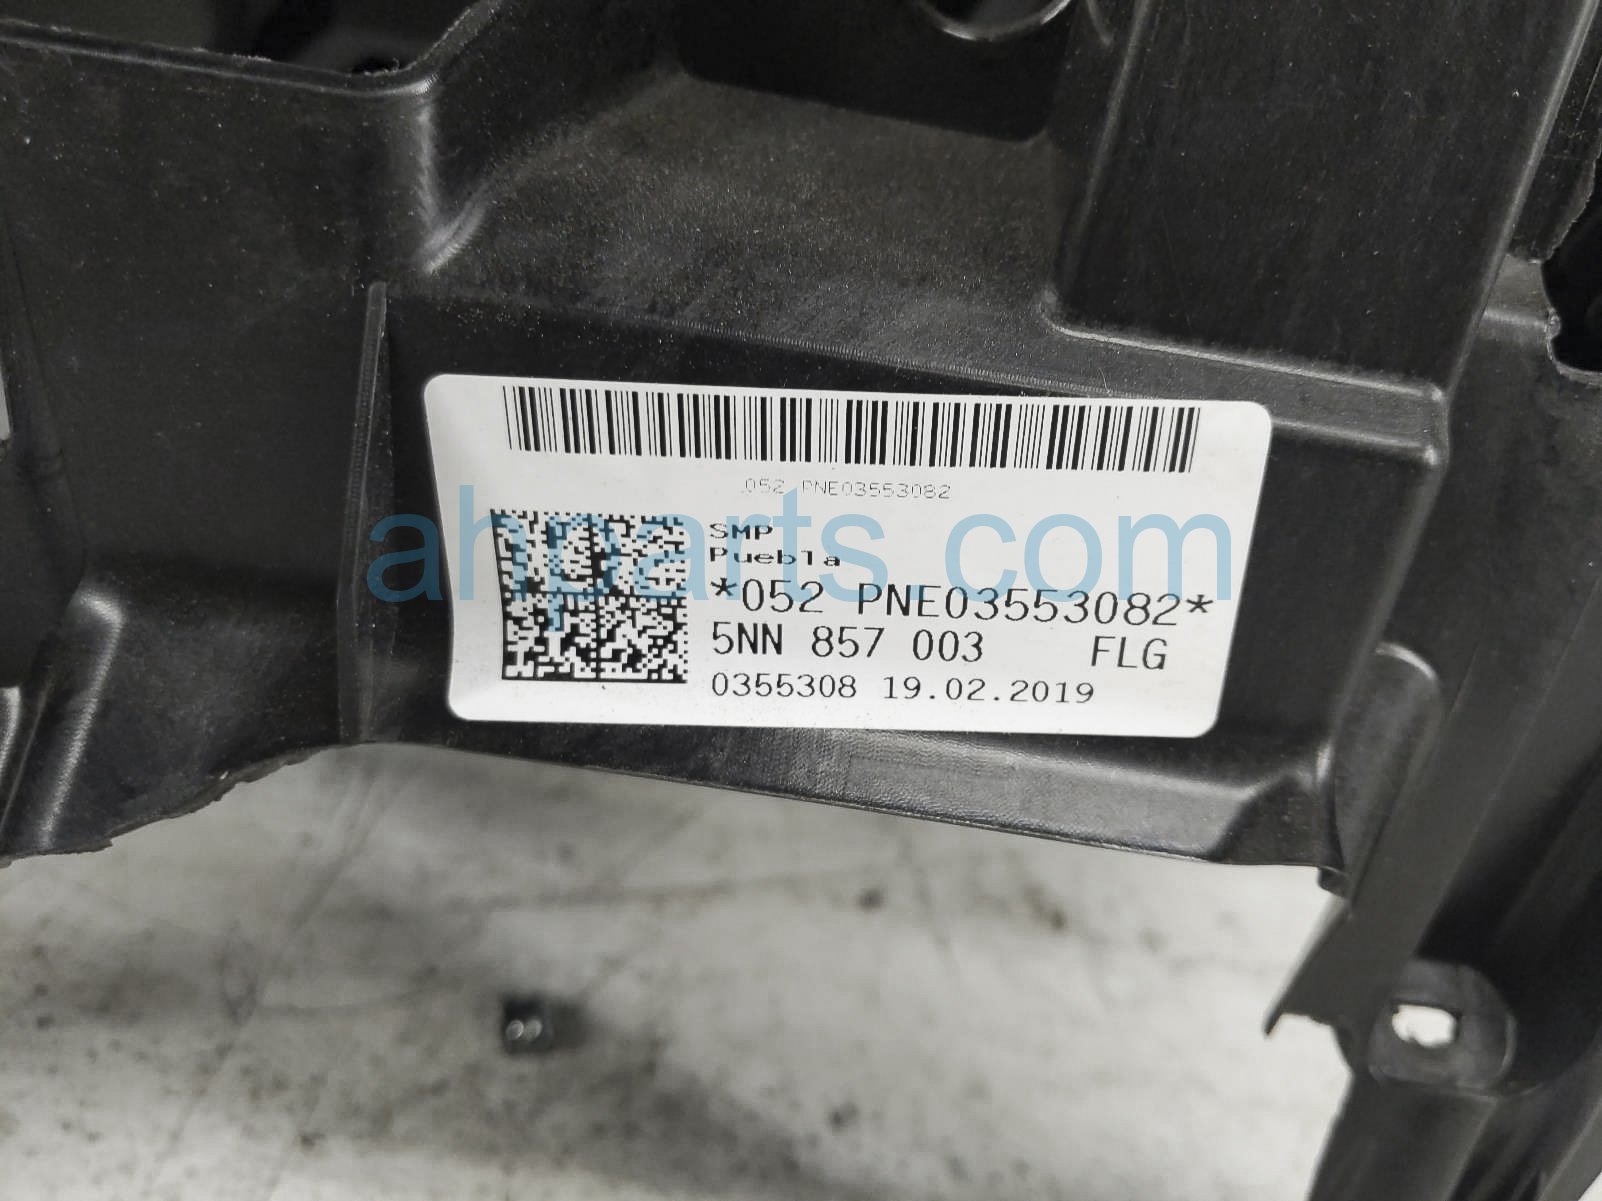 052 PNE03553082
SMP
Puebla
*052 PNE03553082*
5NN 857 003 FLG
0355308 19.02.2019
ahparts.com